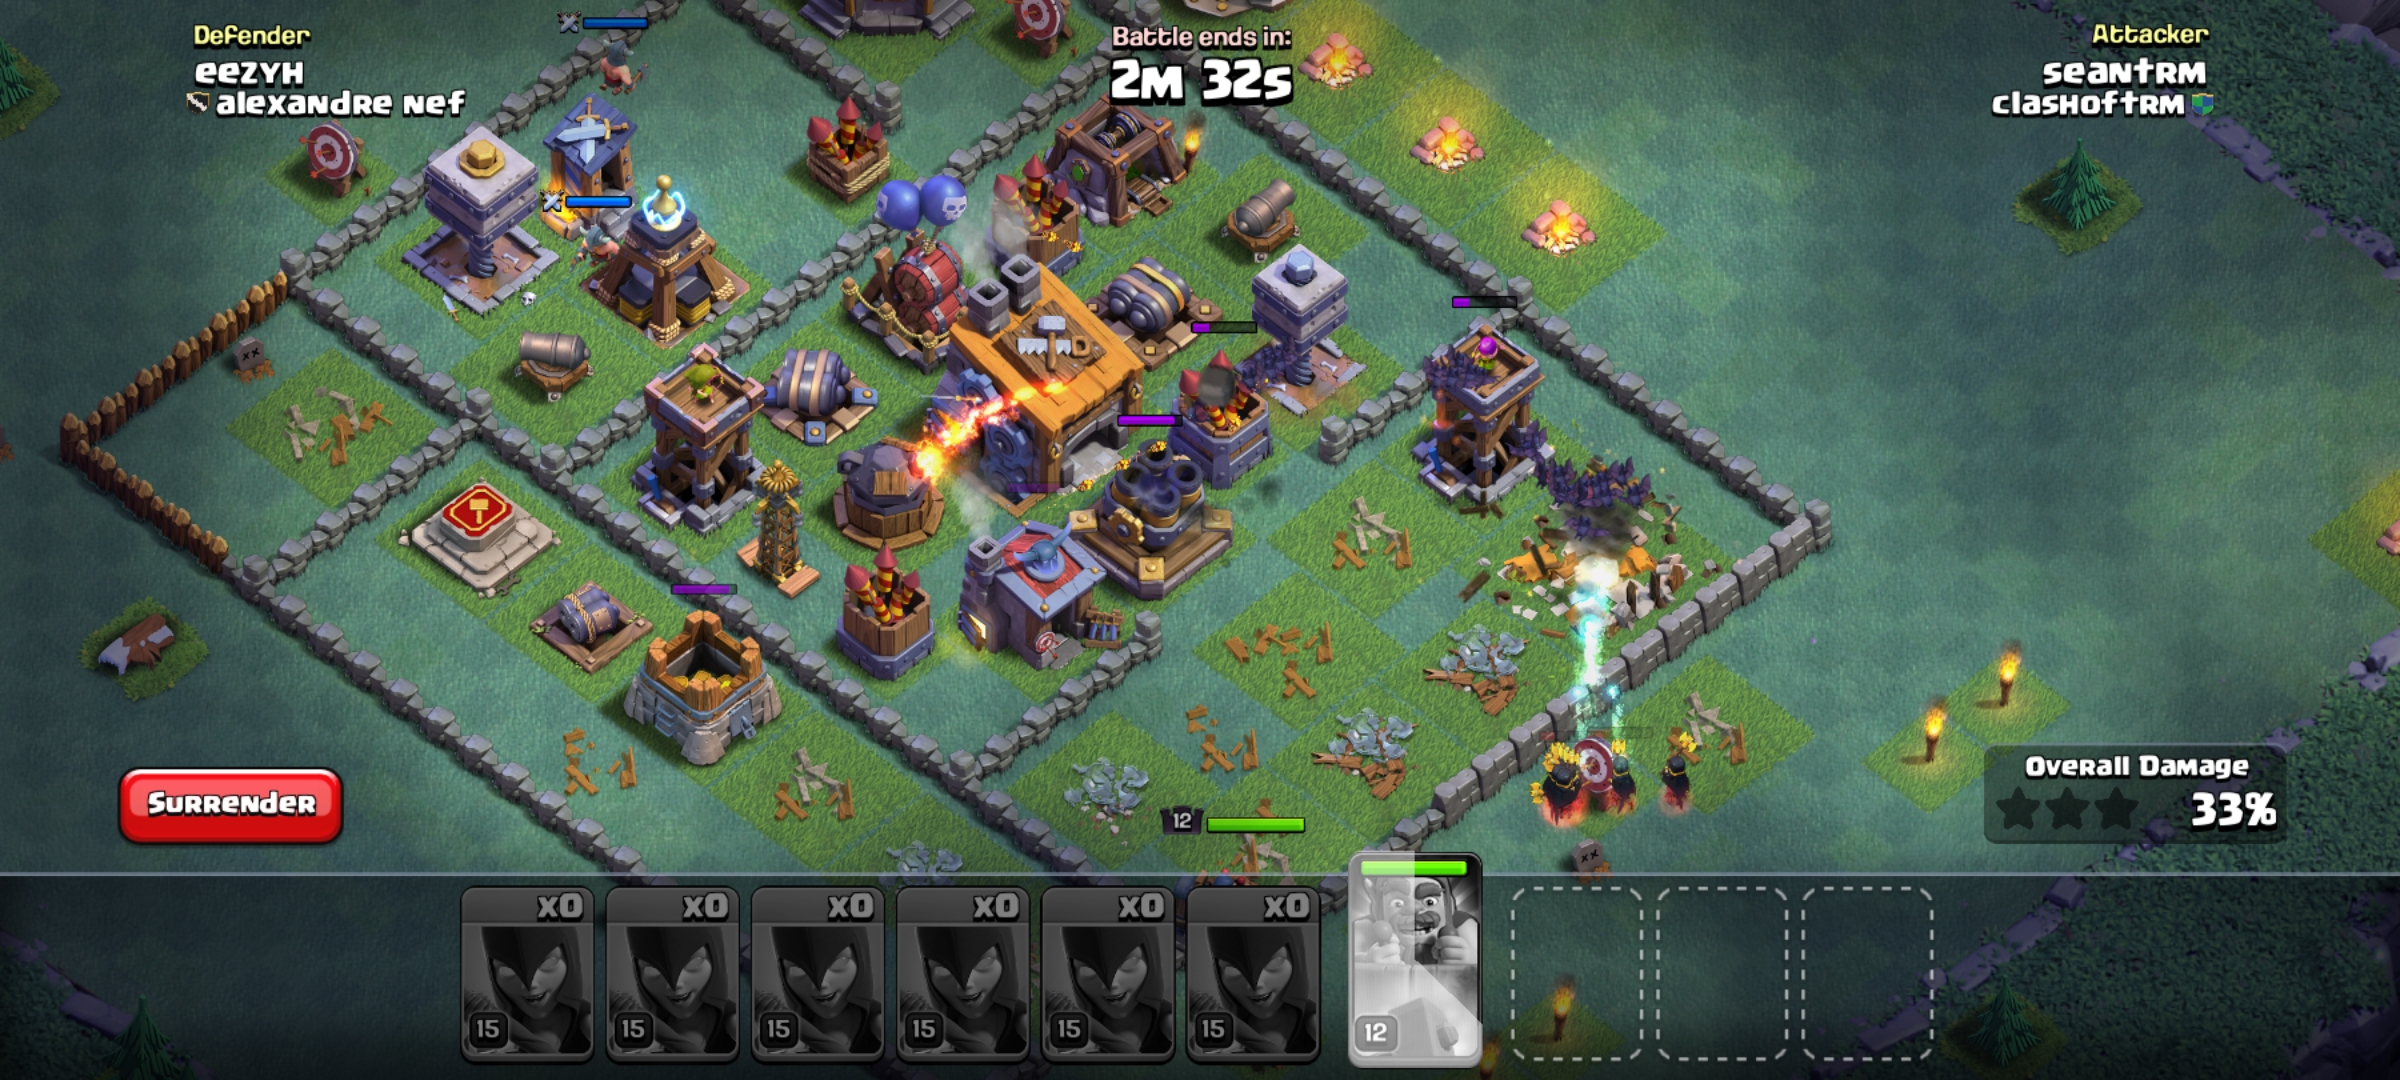 Defender
eezyh
alexandre nef
Battle ends in:
2m 32s
Attacker
seantrm
clashoftrm
Surrender
Overall Damage
33%
12
x0 x0 x0 x0 x0 x0
15 15 15 15 15 15 12